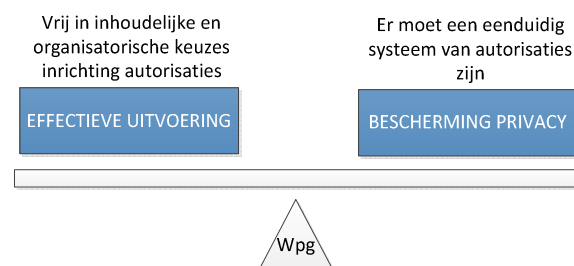 Vrij in inhoudelijke en
organisatorische keuzes
inrichting autorisaties
EFFECTIEVE UITVOERING
Er moet een eenduidig
systeem van autorisaties
zijn
BESCHERMING PRIVACY
Wpg